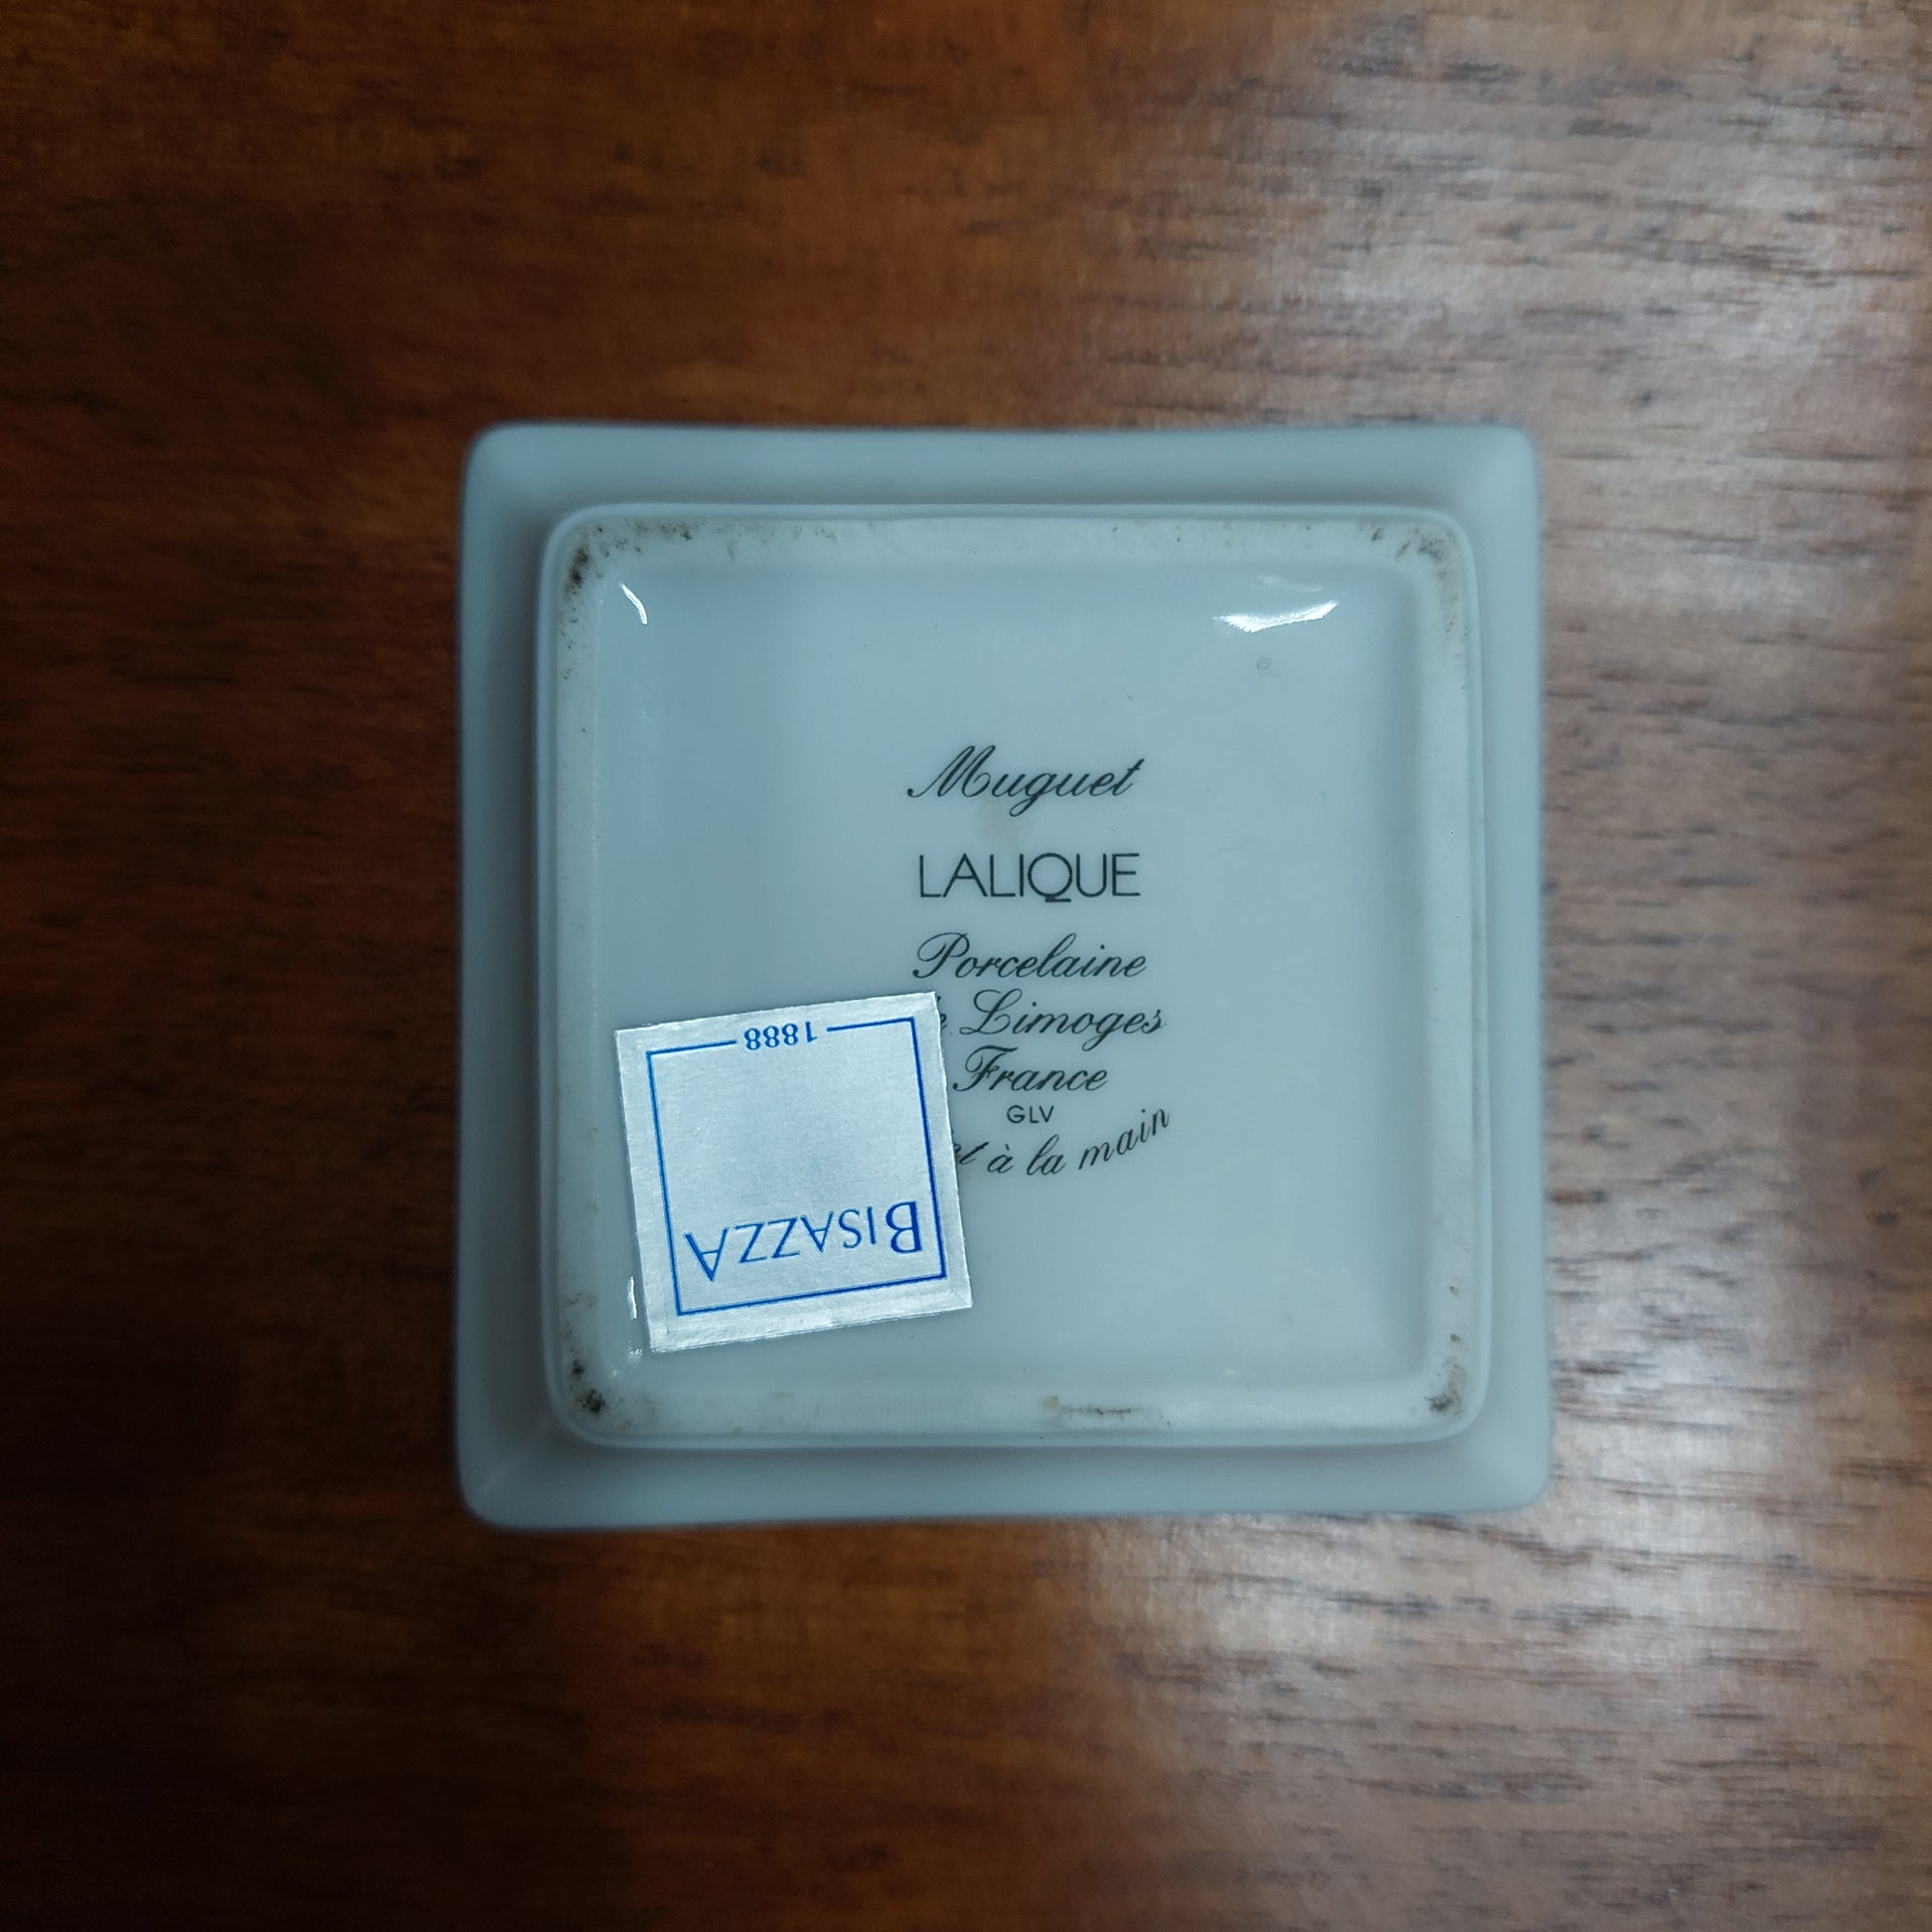 Muguet
LALIQUE
Porcelaine
Limoges
France
GLV
à la main
1888
BISAZZA